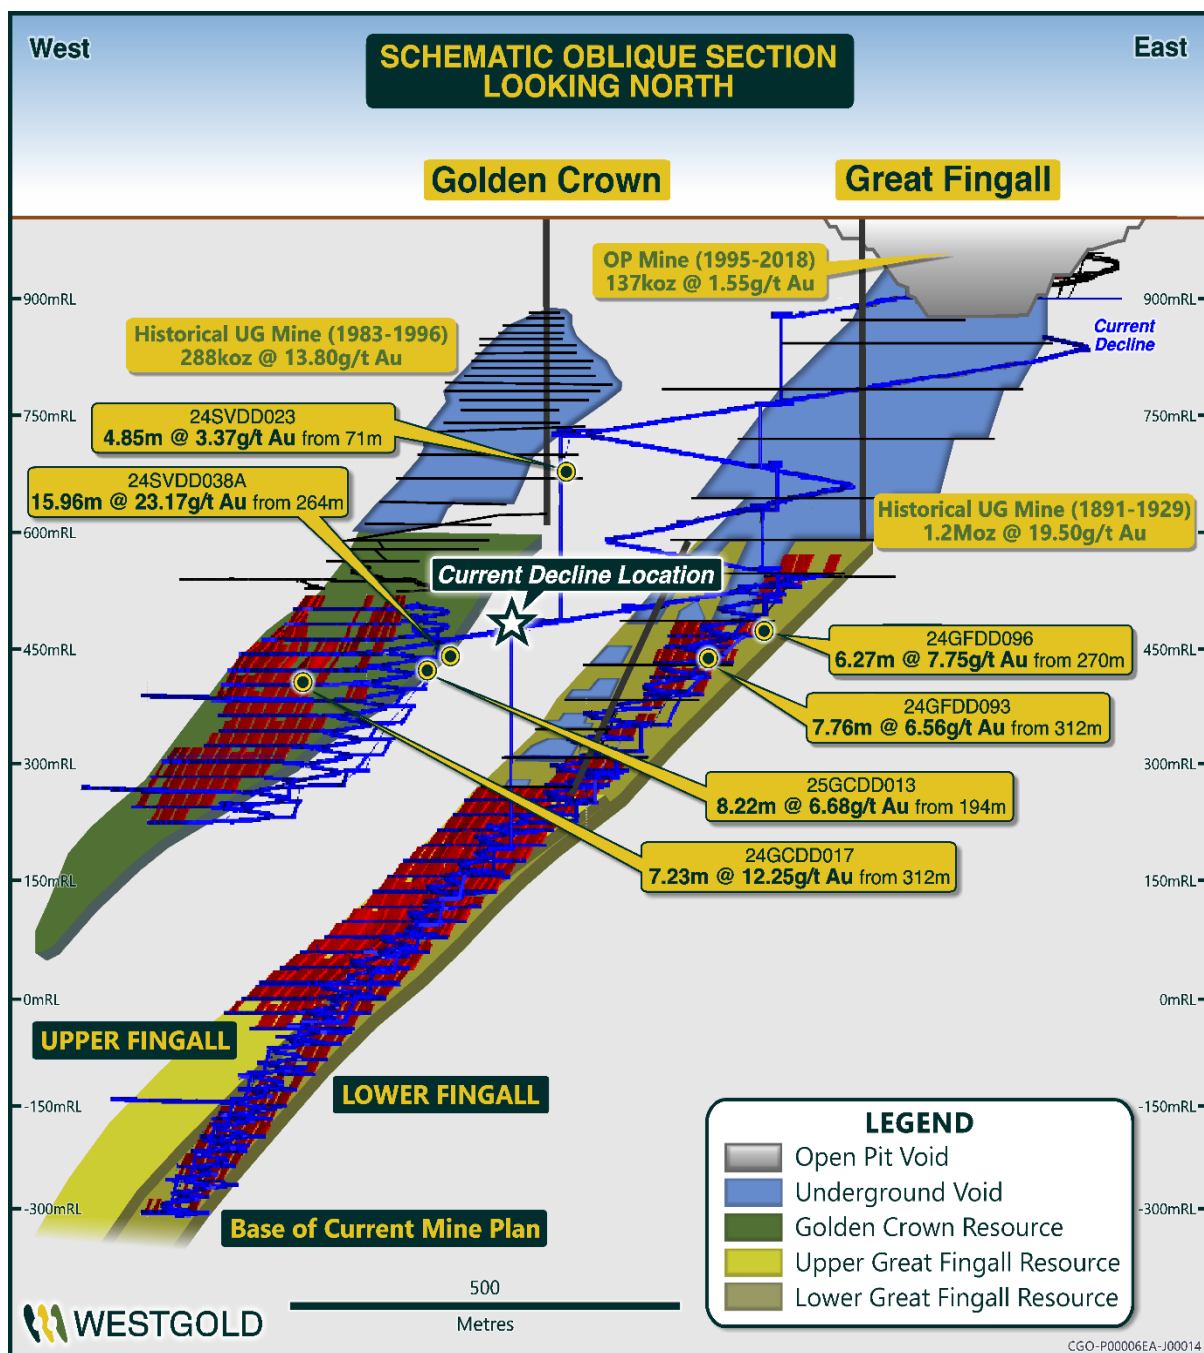 West
East
SCHEMATIC OBLIQUE SECTION
LOOKING NORTH
Golden Crown
Great Fingall
OP Mine (1995-2018)
137koz @ 1.55g/t Au
900mRL
900mRL
Current
Decline
Historical UG Mine (1983-1996)
288koz @ 13.80g/t Au
750mRL
750mRL
24SVDD023
4.85m @ 3.37g/t Au from 71m
24SVDD038A
15.96m @ 23.17g/t Au from 264m
Historical UG Mine (1891-1929)
1.2Moz @ 19.50g/t Au
600mRL
600mRL
Current Decline Location
450mRL
450mRL
24GFDD096
6.27m @ 7.75g/t Au from 270m
24GFDD093
7.76m @ 6.56g/t Au from 312m
300mRL
300mRL
25GCDD013
8.22m @ 6.68g/t Au from 194m
24GCDD017
7.23m @ 12.25g/t Au from 312m
150mRL
150mRL
0mRL
0mRL
UPPER FINGALL
LOWER FINGALL
-150mRL
-150mRL
-300mRL
-300mRL
Base of Current Mine Plan
LEGEND
Open Pit Void
Underground Void
Golden Crown Resource
Upper Great Fingall Resource
Lower Great Fingall Resource
500
Metres
WESTGOLD
CGO-P00006EA-J00014